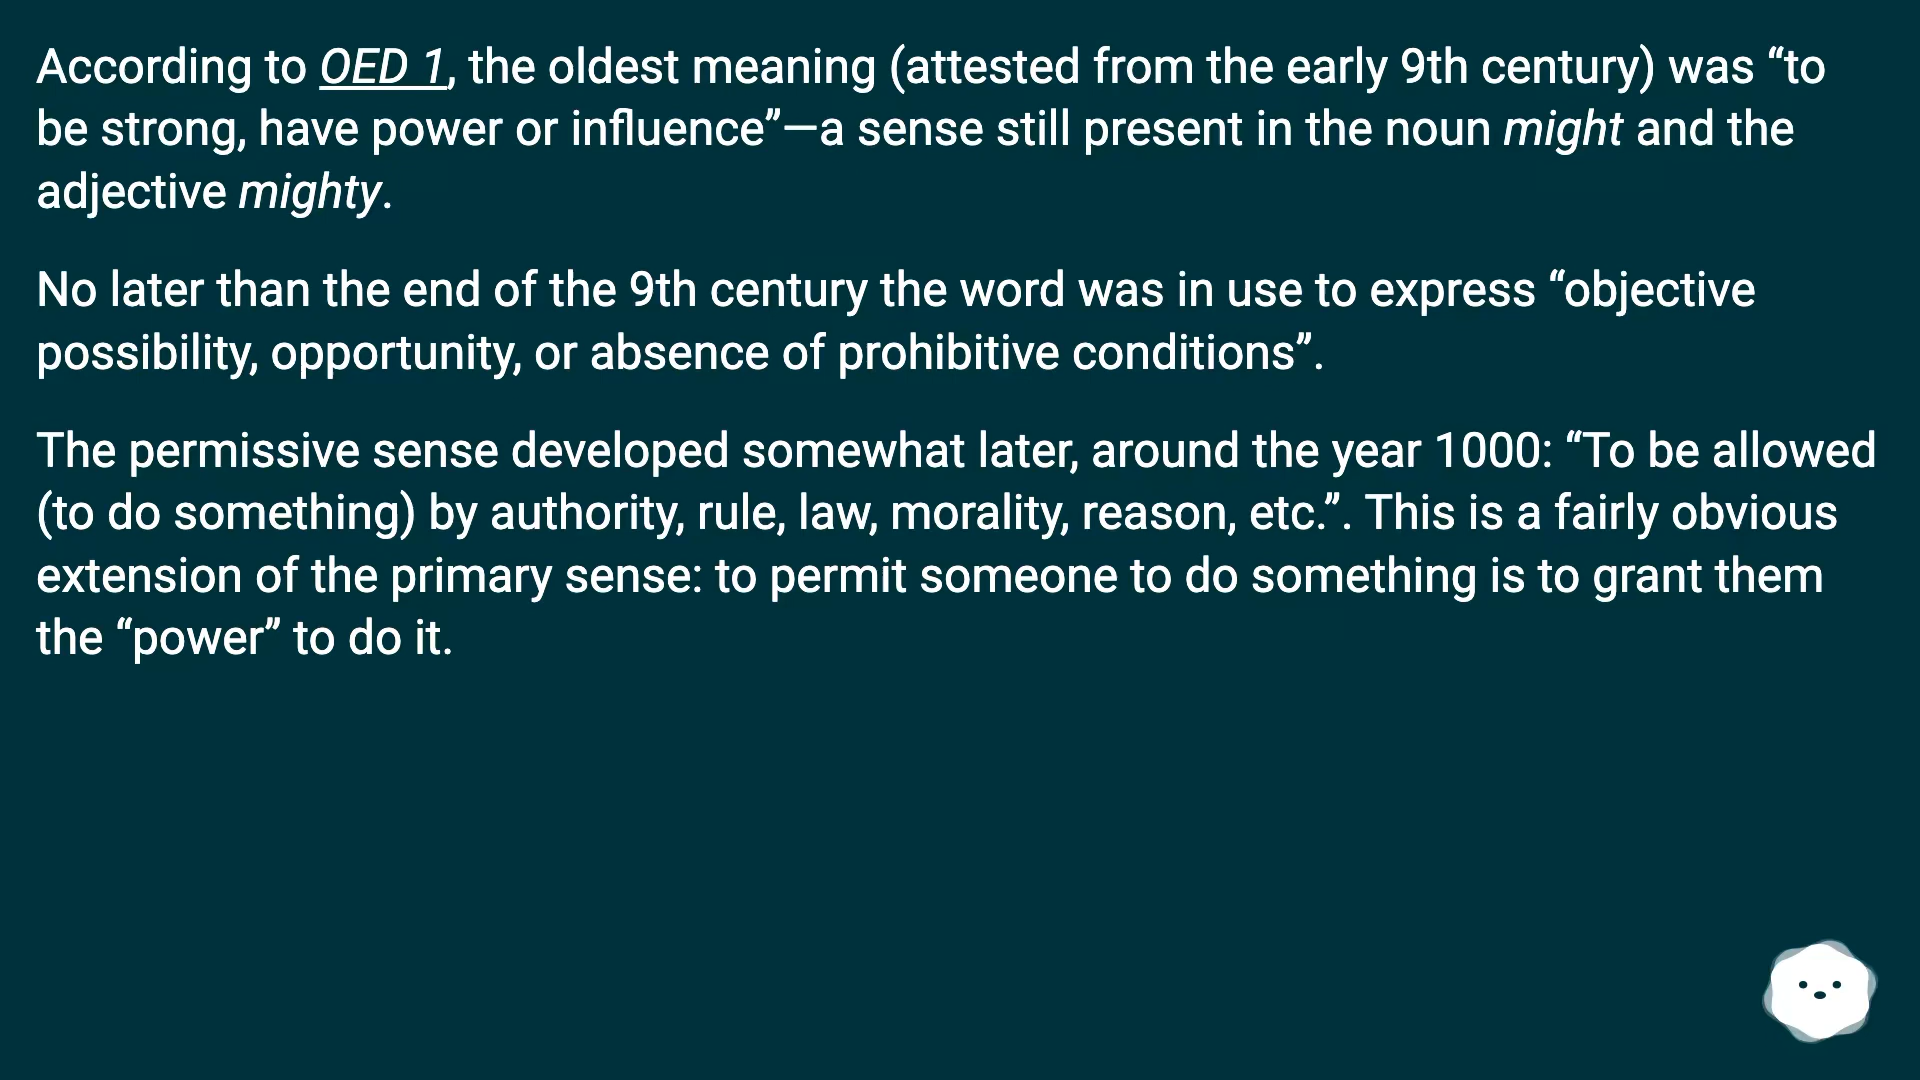 According to OED 1, the oldest meaning (attested from the early 9th century) was “to
be strong, have power or influence”—a sense still present in the noun might and the
adjective mighty.
No later than the end of the 9th century the word was in use to express “objective
possibility, opportunity, or absence of prohibitive conditions”.
The permissive sense developed somewhat later, around the year 1000: “To be allowed
(to do something) by authority, rule, law, morality, reason, etc.”. This is a fairly obvious
extension of the primary sense: to permit someone to do something is to grant them
the “power” to do it.